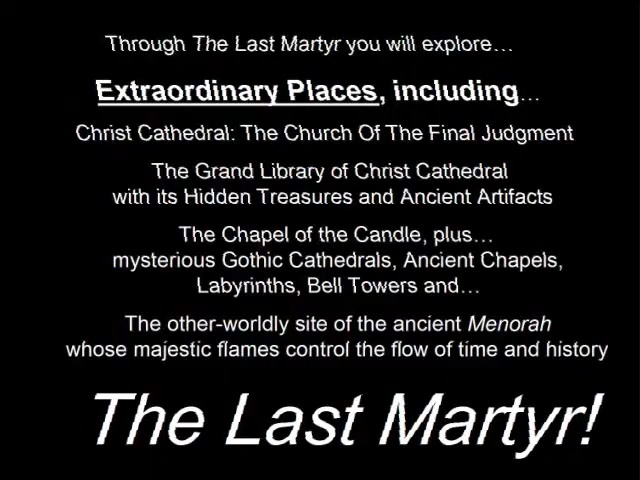 Through The Last Martyr you will explore...
Extraordinary Places, including...
Christ Cathedral: The Church Of The Final Judgment
The Grand Library of Christ Cathedral
with its Hidden Treasures and Ancient Artifacts
The Chapel of the Candle, plus...
mysterious Gothic Cathedrals, Ancient Chapels,
Labyrinths, Bell Towers and...
The other-worldly site of the ancient Menorah
whose majestic flames control the flow of time and history
The Last Martyr!